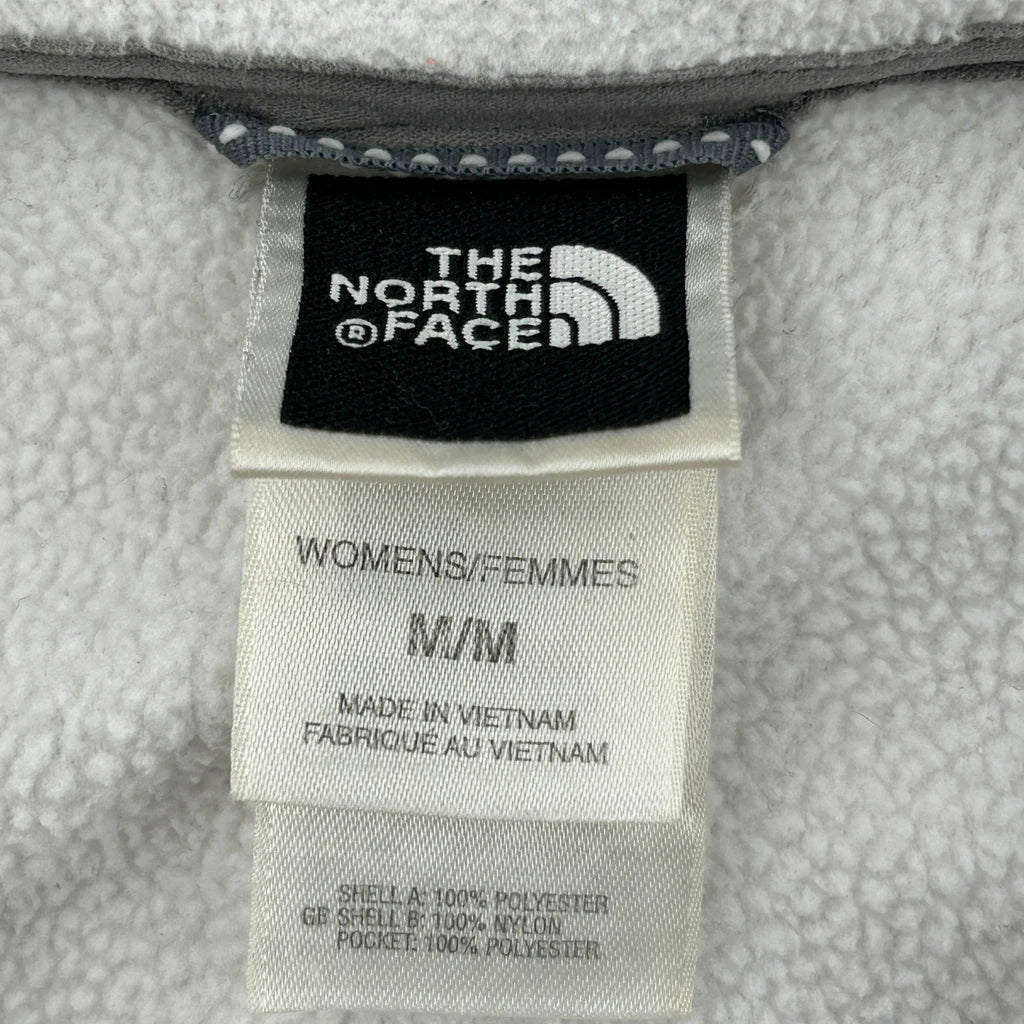 THE
NORTH
® FACE
WOMENS/FEMMES
M/M
MADE IN VIETNAM
FABRIQUÉ AU VIETNAM
SHELL A: 100% POLYESTER
GB SHELL B: 100% NYLON
POCKET: 100% POLYESTER